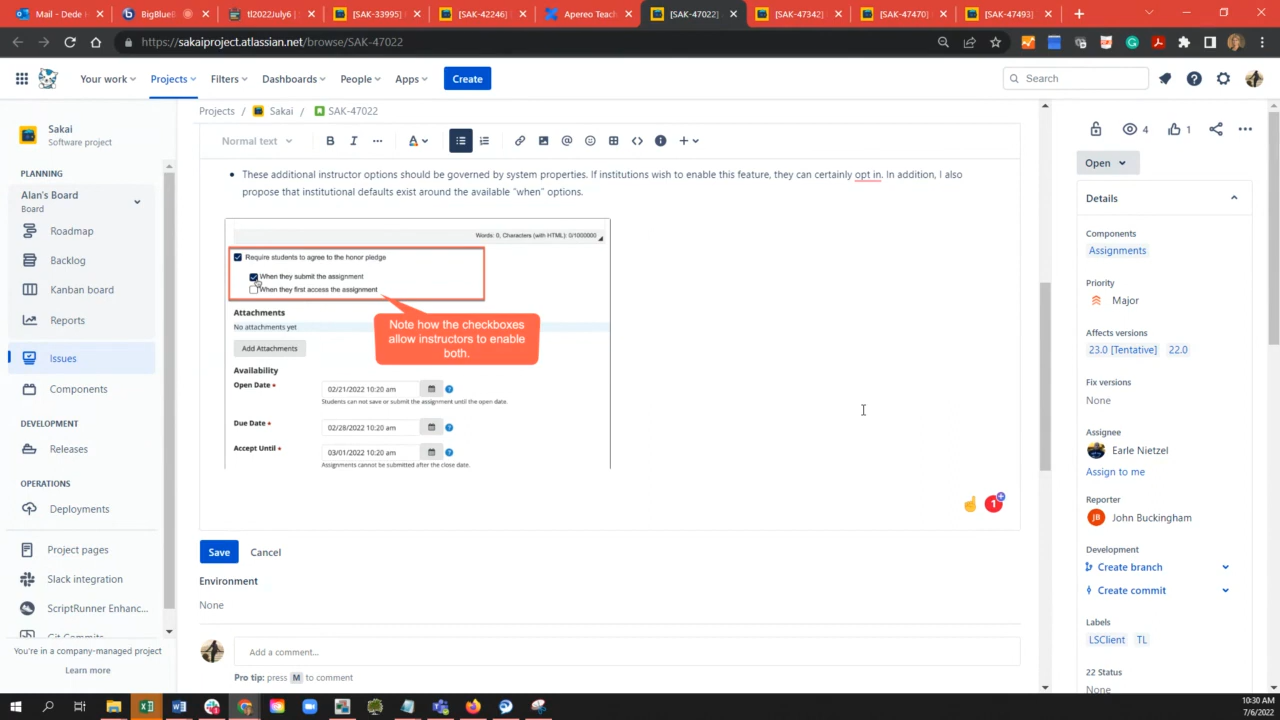 Mail - Dede
BigBlueB
tl2022July6
[SAK-33995]
[SAK-42246]
Apereo Teach
[SAK-47022]
[SAK-47342]
[SAK-47470]
[SAK-47493]
https://sakaiproject.atlassian.net/browse/SAK-47022
Your work
Projects
Filters
Dashboards
People
Apps
Create
Search
Sakai
Software project
PLANNING
Alan's Board
Board
Roadmap
Backlog
Kanban board
Reports
Issues
Components
DEVELOPMENT
Releases
OPERATIONS
Deployments
Project pages
Slack integration
ScriptRunner Enhanc...
Git Commits
You're in a company-managed project
Learn more
Projects / Sakai / SAK-47022
Normal text
These additional instructor options should be governed by system properties. If institutions wish to enable this feature, they can certainly opt in. In addition, I also
propose that institutional defaults exist around the available "when" options.
Words: 0, Characters (with HTML): 0/1000000
Require students to agree to the honor pledge
When they submit the assignment
When they first access the assignment
Note how the checkboxes
allow instructors to enable
both.
Attachments
No attachments yet
Add Attachments
Availability
Open Date
02/21/2022 10:20 am
Students can not save or submit the assignment until the open date.
Due Date
02/28/2022 10:20 am
Accept Until
03/01/2022 10:20 am
Assignments cannot be submitted after the close date.
1
Save
Cancel
Environment
None
Add a comment...
Pro tip: press M to comment
4
1
Open
Details
Components
Assignments
Priority
Major
Affects versions
23.0 [Tentative] 22.0
Fix versions
None
Assignee
Earle Nietzel
Assign to me
Reporter
JB
John Buckingham
Development
Create branch
Create commit
Labels
LSClient TL
22 Status
None
10:30 AM
7/6/2022